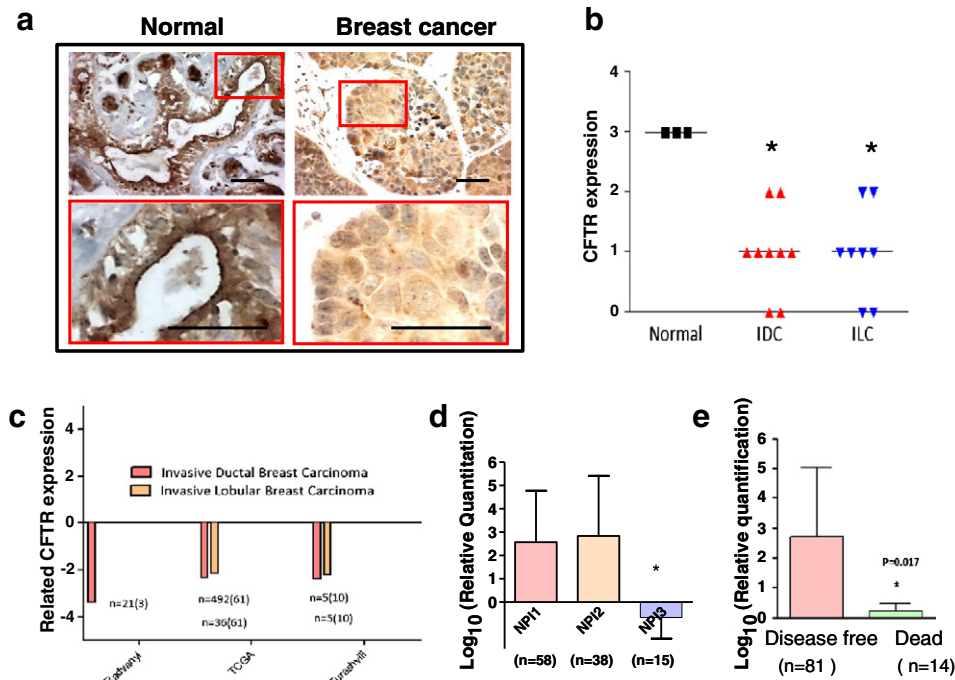 a
Normal
Breast cancer
b
CFTR expression
4
3
2
1
0
*
*
Normal
IDC
ILC
c
Related CFTR expression
4
2
0
-2
-4
Invasive Ductal Breast Carcinoma
Invasive Lobular Breast Carcinoma
n=21(3)
n=492(61)
n=36(61)
n=5(10)
n=5(10)
TCGA
d
Log10 (Relative Quantitation)
6
5
4
3
2
1
0
1
2
*
NPI1
NPI2
NPI3
(n=58)
(n=38)
(n=15)
e
Log10 (Relative quantification)
6
5
4
3
2
1
0
P=0.017
*
Disease free
Dead
(n=81 )
( n=14)